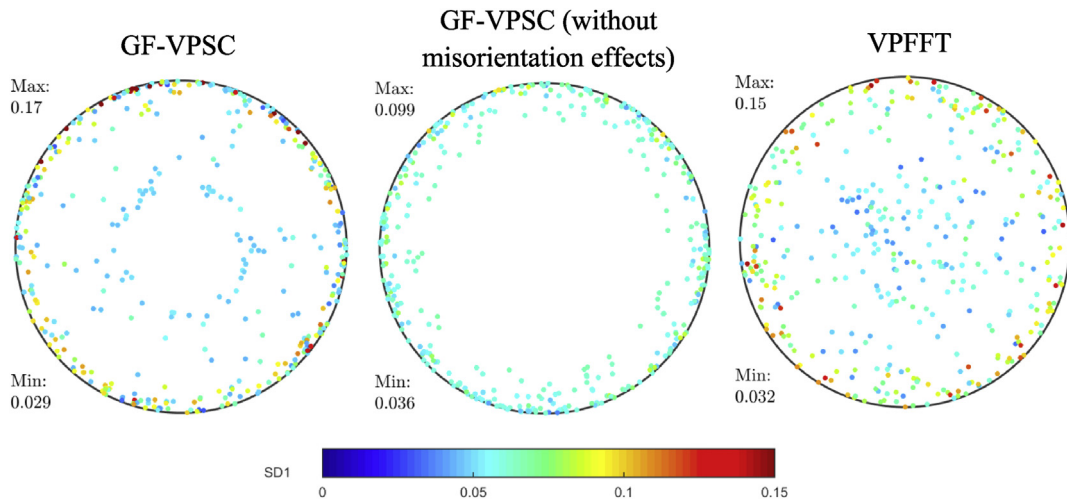 GF-VPSC
GF-VPSC (without
misorientation effects)
VPFFT
Max:
0.17
Max:
0.099
Max:
0.15
Min:
0.029
Min:
0.036
Min:
0.032
SD1
0
0.05
0.1
0.15